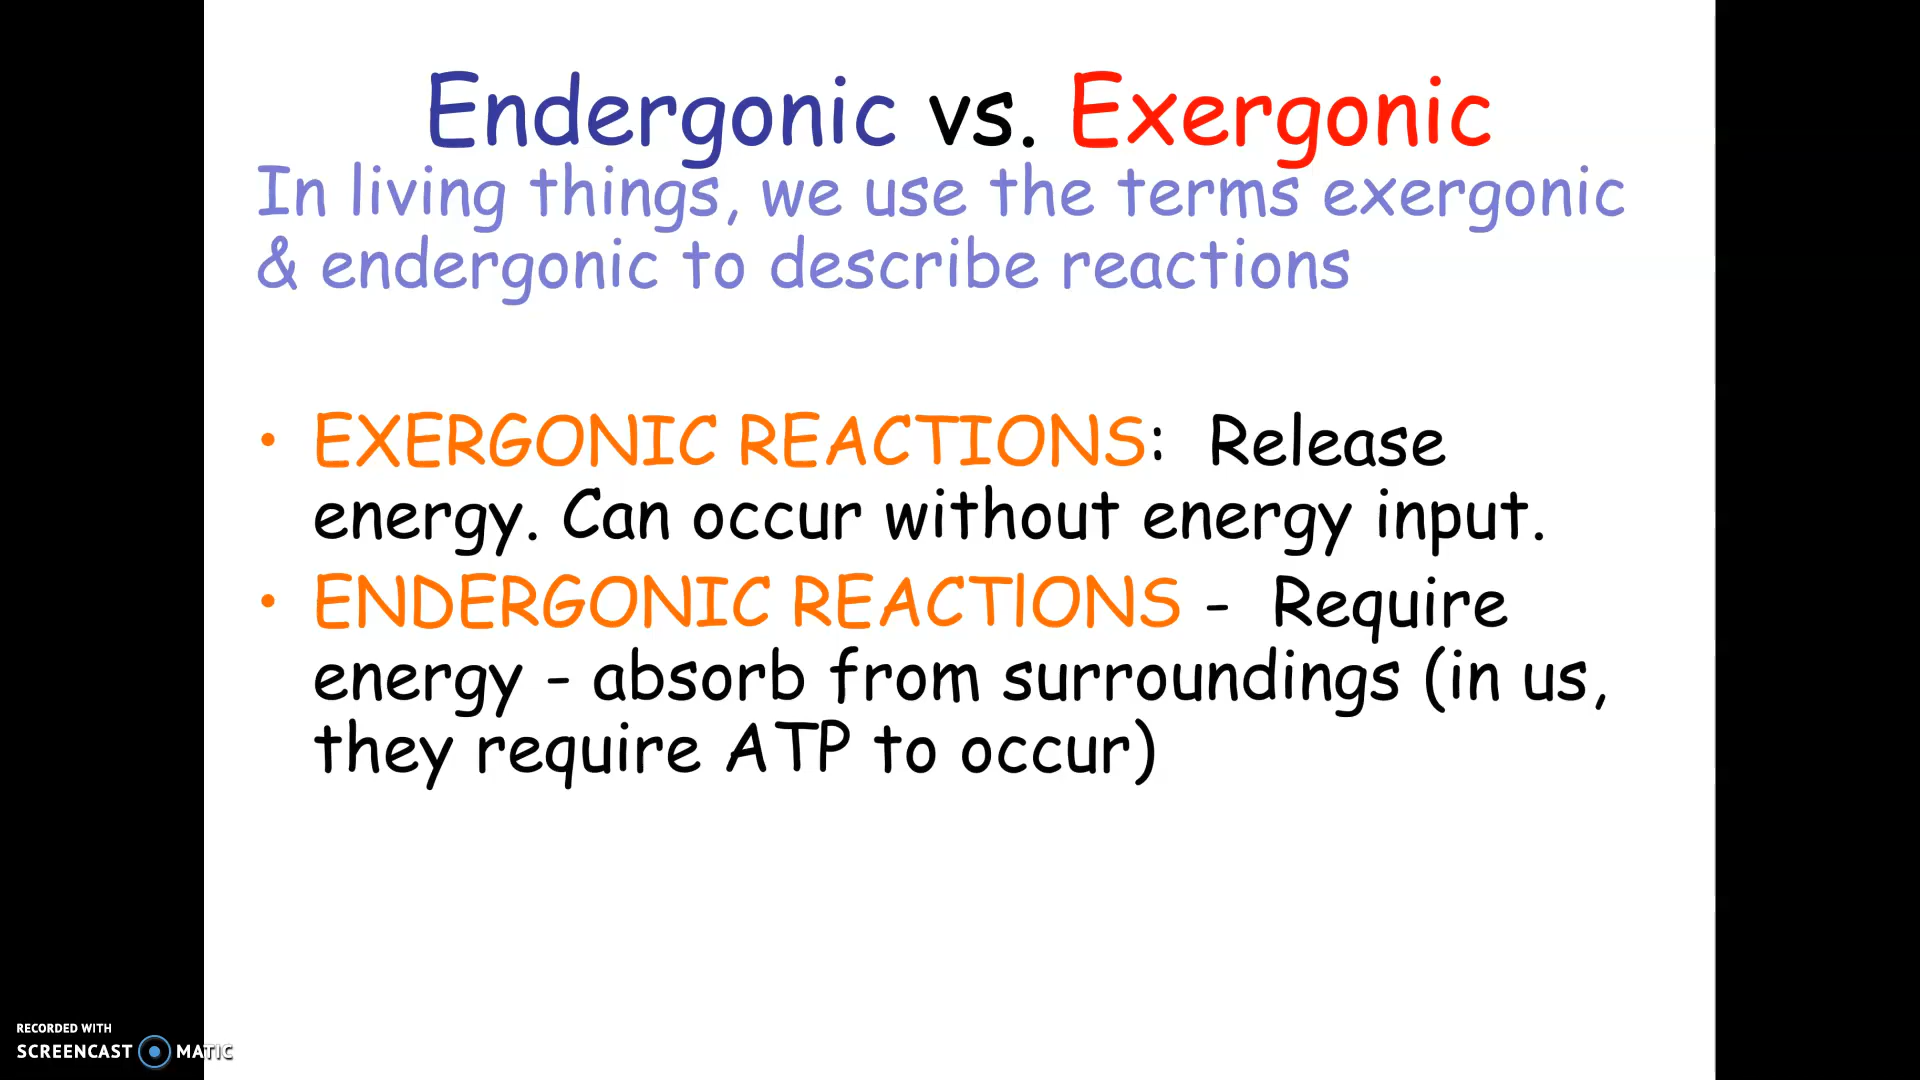 Endergonic vs. Exergonic
In living things, we use the terms exergonic
& endergonic to describe reactions
• EXERGONIC REACTIONS: Release
energy. Can occur without energy input.
• ENDERGONIC REACTIONS - Require
energy - absorb from surroundings (in us,
they require ATP to occur)
RECORDED WITH
SCREENCAST MATIC